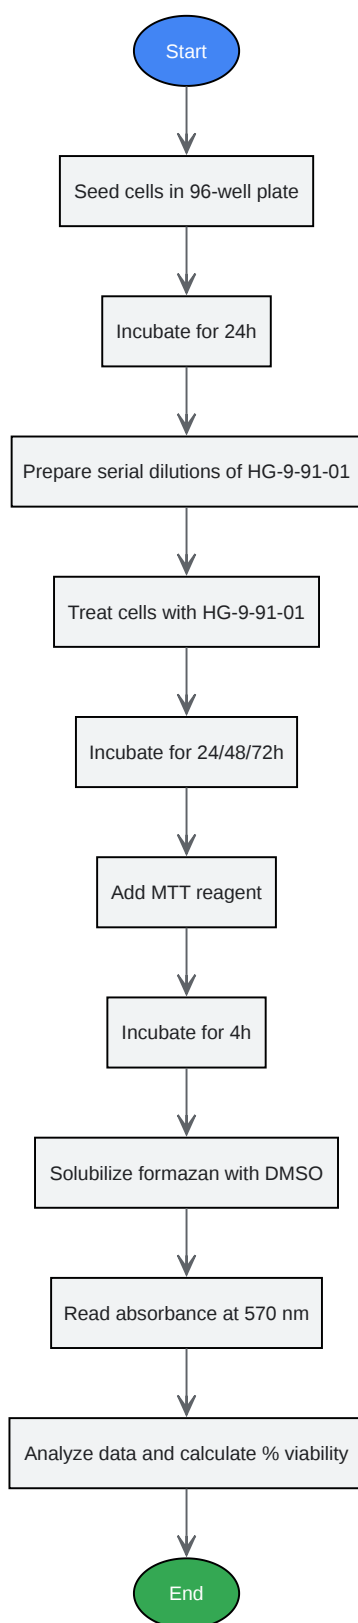 Start
Seed cells in 96-well plate
Incubate for 24h
Prepare serial dilutions of HG-9-91-01
Treat cells with HG-9-91-01
Incubate for 24/48/72h
Add MTT reagent
Incubate for 4h
Solubilize formazan with DMSO
Read absorbance at 570 nm
Analyze data and calculate % viability
End